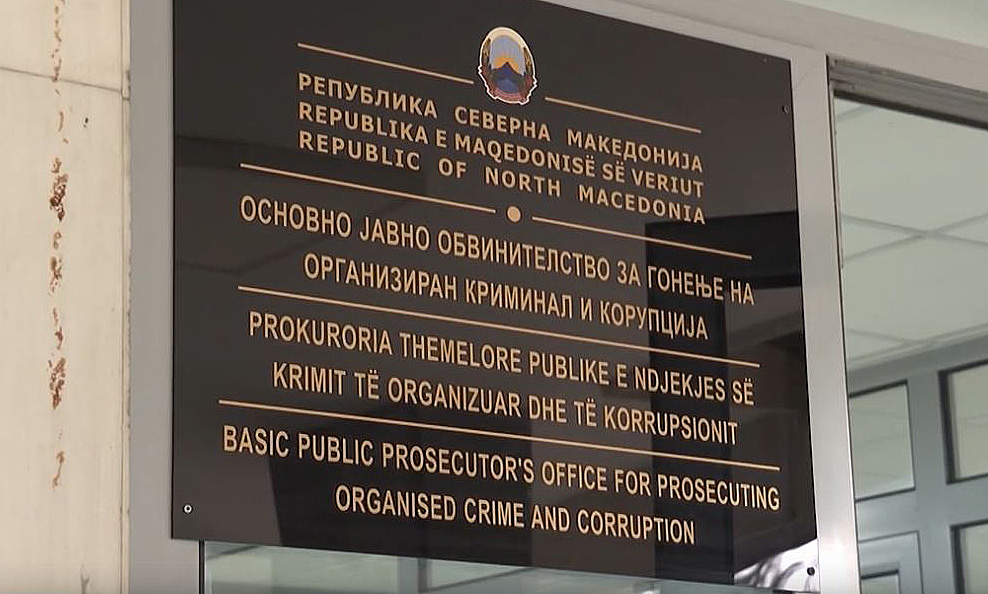 РЕПУБЛИКА СЕВЕРНА МАКЕДОНИЈА
REPUBLIKA E MAQEDONISË SË VERIUT
REPUBLIC OF NORTH MACEDONIA
ОСНОВНО ЈАВНО ОБВИНИТЕЛСТВО ЗА ГОНЕЊЕ НА
ОРГАНИЗИРАН КРИМИНАЛ И КОРУПЦИЈА
PROKURORIA THEMELORE PUBLIKE E NDJEKJES SË
KRIMIT TË ORGANIZUAR DHE TË KORRUPSIONIT
BASIC PUBLIC PROSECUTOR'S OFFICE FOR PROSECUTING
ORGANISED CRIME AND CORRUPTION